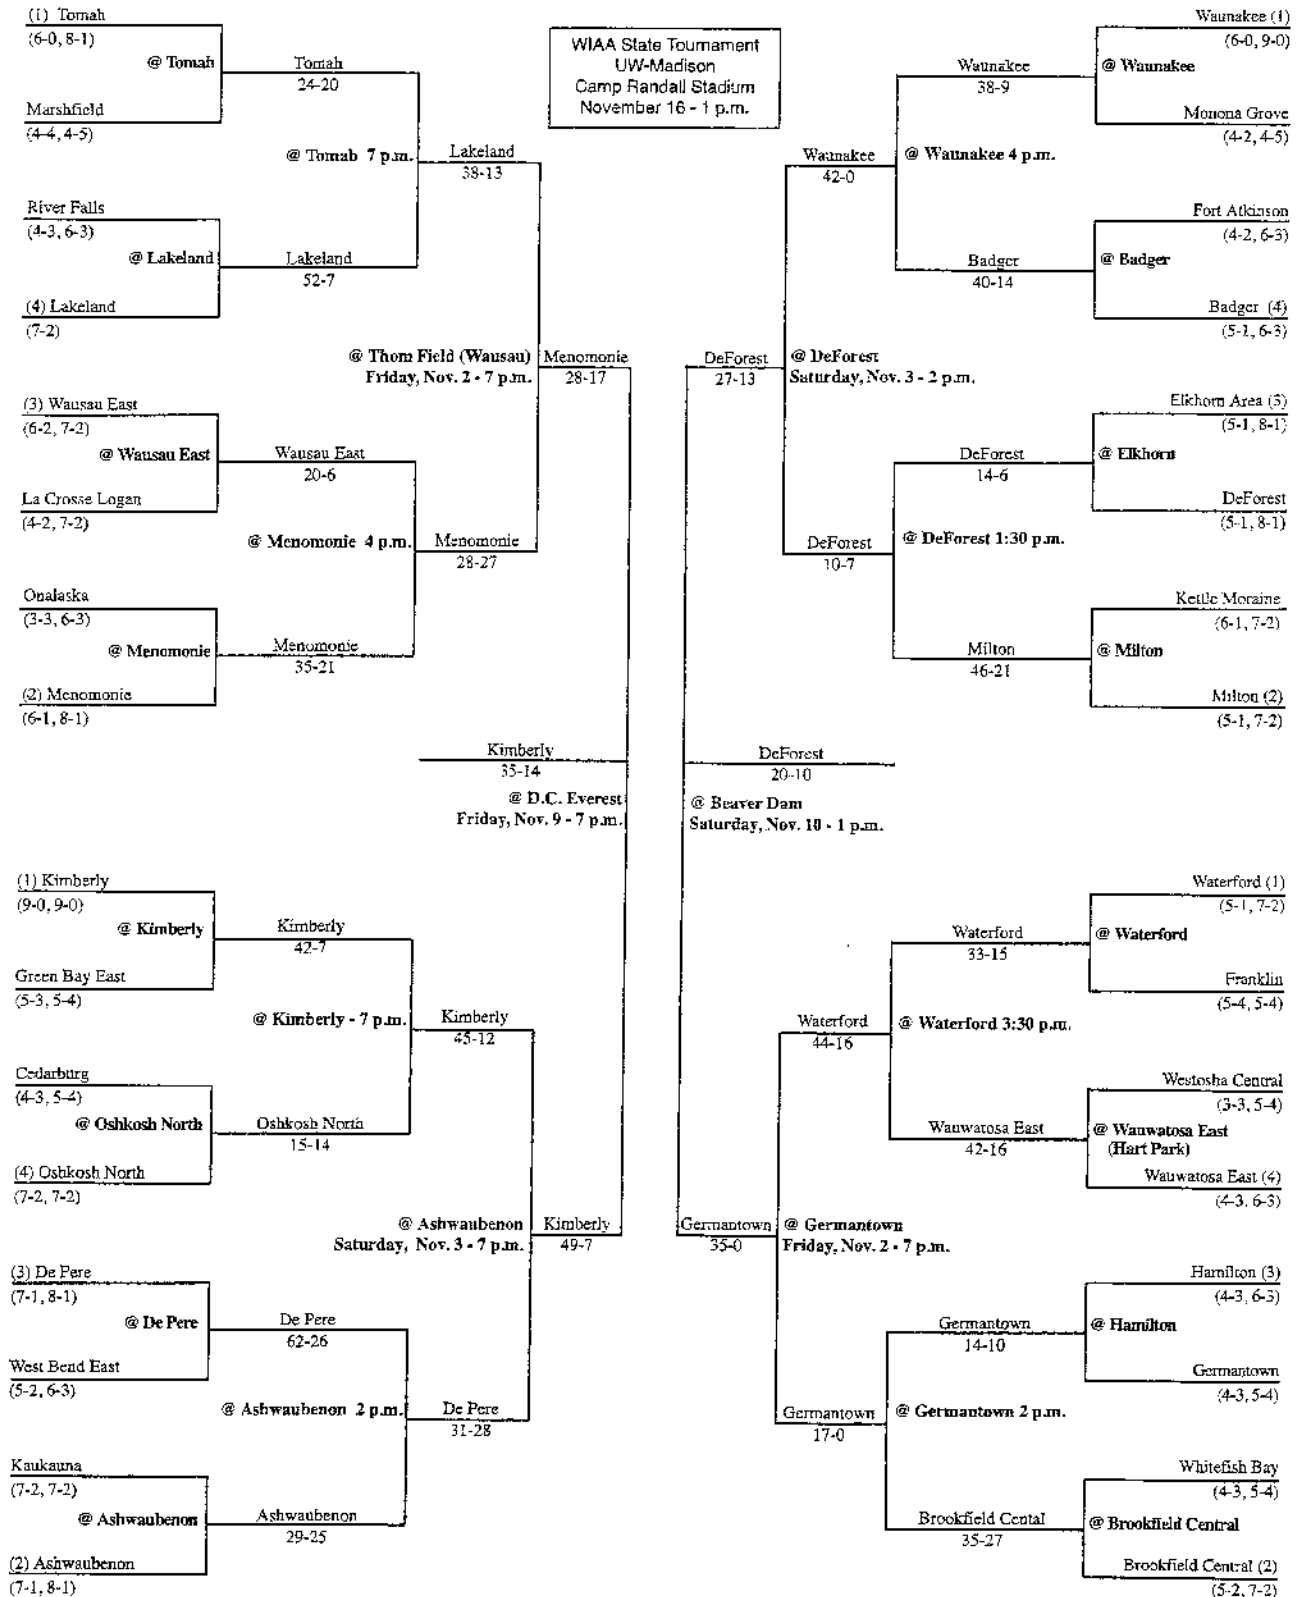 WIAA State Tournament
UW-Madison
Camp Randall Stadium
November 16 - 1 p.m.
(1) Tomah
(6-0, 8-1)
@ Tomah
Marshfield
(4-4, 4-5)
Tomah
24-20
@ Tomah 7 p.m.
River Falls
(4-3, 6-3)
@ Lakeland
(4) Lakeland
(7-2)
Lakeland
52-7
Lakeland
38-13
@ Thom Field (Wausau)
Friday, Nov. 2 - 7 p.m.
(3) Wausau East
(6-2, 7-2)
@ Wausau East
La Crosse Logan
(4-2, 7-2)
Wausau East
20-6
@ Menomonie 4 p.m.
Onalaska
(3-3, 6-3)
@ Menomonie
(2) Menomonie
(6-1, 8-1)
Menomonie
35-21
Menomonie
28-27
Menomonie
28-17
Kimberly
35-14
@ D.C. Everest
Friday, Nov. 9 - 7 p.m.
(1) Kimberly
(9-0, 9-0)
@ Kimberly
Green Bay East
(5-3, 5-4)
Kimberly
42-7
@ Kimberly - 7 p.m.
Cedarburg
(4-3, 5-4)
@ Oshkosh North
(4) Oshkosh North
(7-2, 7-2)
Oshkosh North
15-14
Kimberly
45-12
@ Ashwaubenon
Saturday, Nov. 3 - 7 p.m.
Kimberly
49-7
(3) De Pere
(7-1, 8-1)
@ De Pere
West Bend East
(5-2, 6-3)
De Pere
62-26
@ Ashwaubenon 2 p.m.
De Pere
31-28
Kaukauna
(7-2, 7-2)
@ Ashwaubenon
(2) Ashwaubenon
(7-1, 8-1)
Ashwaubenon
29-25
Waunakee (1)
(6-0, 9-0)
@ Waunakee
Monona Grove
(4-2, 4-5)
Waunakee
38-9
@ Waunakee 4 p.m.
Waunakee
42-0
Fort Atkinson
(4-2, 6-3)
@ Badger
Badger (4)
(5-1, 6-3)
Badger
40-14
DeForest
27-13
@ DeForest
Saturday, Nov. 3 - 2 p.m.
Elkhorn Area (3)
(5-1, 8-1)
@ Elkhorn
DeForest
(5-1, 8-1)
DeForest
14-6
@ DeForest 1:30 p.m.
DeForest
10-7
Kettle Moraine
(6-1, 7-2)
@ Milton
Milton (2)
(5-1, 7-2)
Milton
46-21
DeForest
20-10
@ Beaver Dam
Saturday, Nov. 10 - 1 p.m.
Waterford (1)
(5-1, 7-2)
@ Waterford
Franklin
(5-4, 5-4)
Waterford
33-15
@ Waterford 3:30 p.m.
Waterford
44-16
Westosha Central
(3-3, 5-4)
@ Wauwatosa East
(Hart Park)
Wauwatosa East (4)
(4-3, 6-3)
Wauwatosa East
42-16
Germantown
35-0
@ Germantown
Friday, Nov. 2 - 7 p.m.
Hamilton (3)
(4-3, 6-3)
@ Hamilton
Germantown
(4-3, 5-4)
Germantown
14-10
@ Germantown 2 p.m.
Germantown
17-0
Whitefish Bay
(4-3, 5-4)
@ Brookfield Central
Brookfield Central (2)
(5-2, 7-2)
Brookfield Cental
35-27